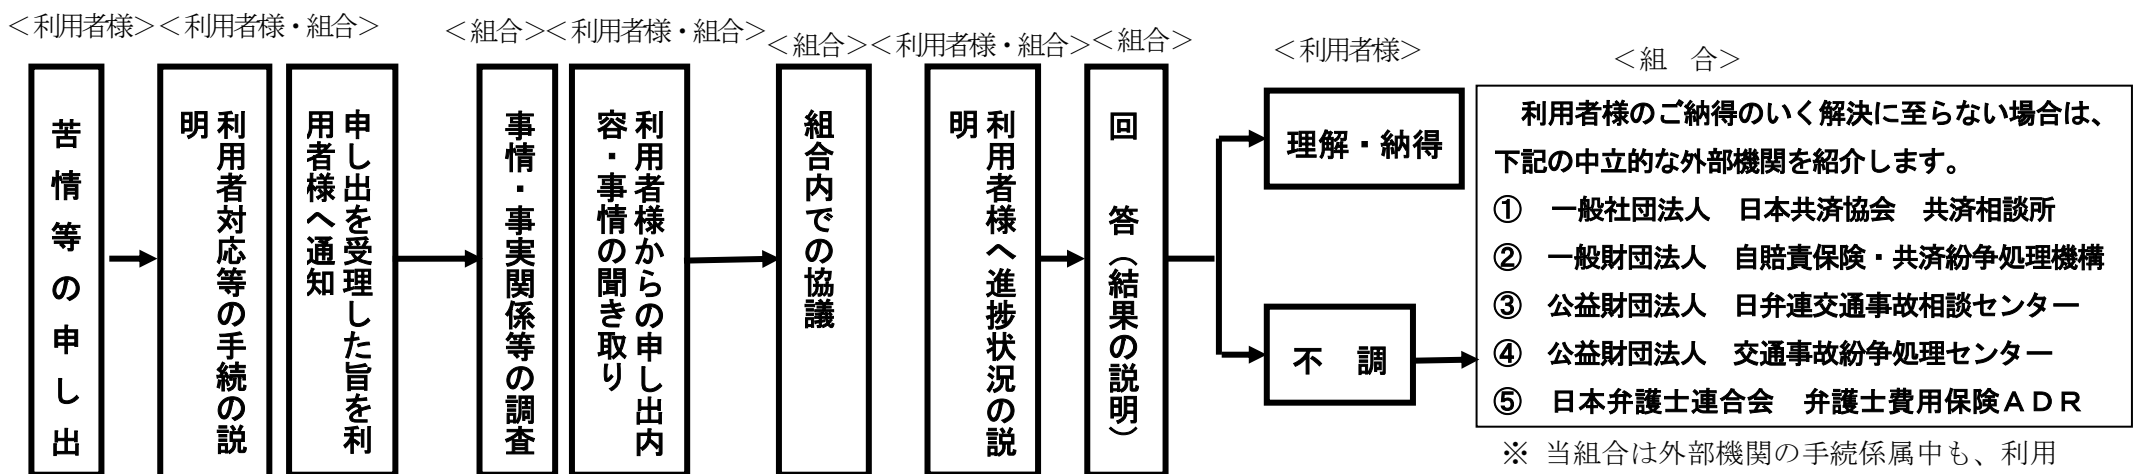 ＜利用者様＞
＜利用者様・組合＞
＜組合＞
＜利用者様・組合＞
＜組合＞
＜利用者様・組合＞
＜組合＞
＜利用者様＞
＜組　合＞
苦情等の申し出
利用者対応等の手続の説
明
申し出を受理した旨を利
用者様へ通知
事情・事実関係等の調査
利用者様からの申し出内
容・事情の聞き取り
組合内での協議
利用者様へ進捗状況の説
明
回　答（結果の説明）
理解・納得
不　調
利用者様のご納得のいく解決に至らない場合は、
下記の中立的な外部機関を紹介します。
①　一般社団法人　日本共済協会　共済相談所
②　一般財団法人　自賠責保険・共済紛争処理機構
③　公益財団法人　日弁連交通事故相談センター
④　公益財団法人　交通事故紛争処理センター
⑤　日本弁護士連合会　弁護士費用保険ＡＤＲ
※ 当組合は外部機関の手続係属中も、利用